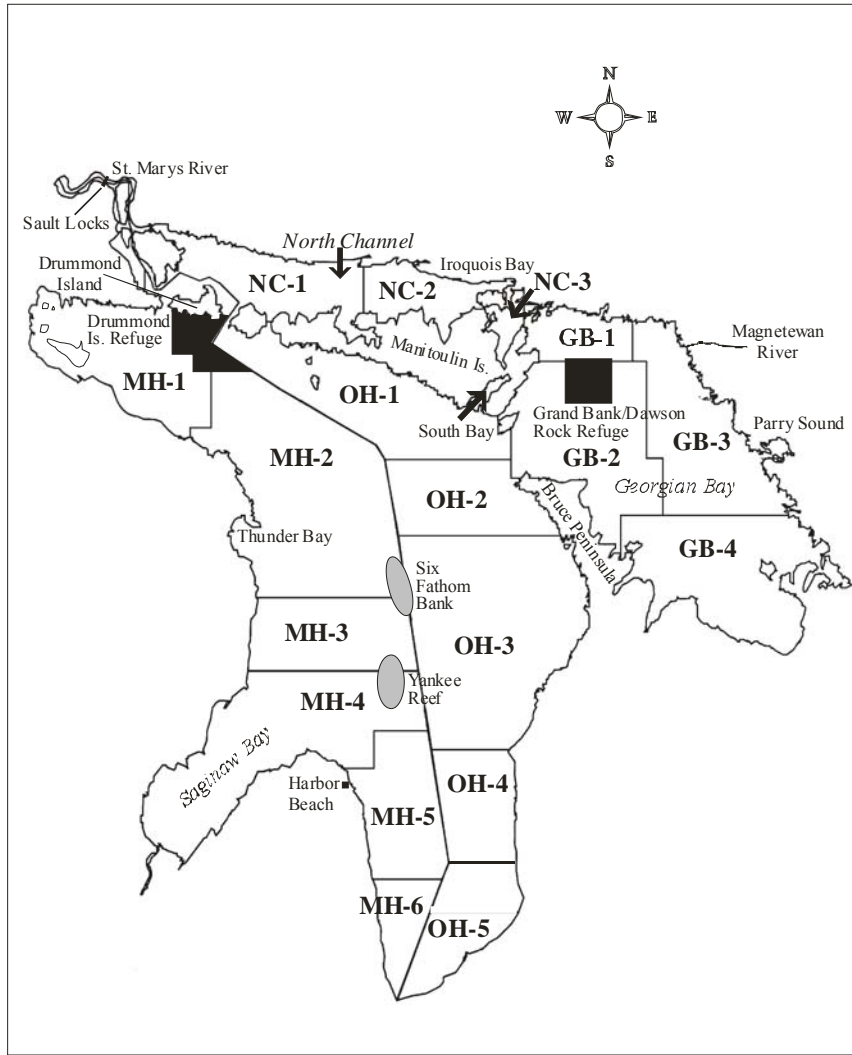 N
W
E
S
St. Marys River
Sault Locks
North Channel
Drummond
Island
Iroquois Bay
NC-1
NC-2
NC-3
Drummond
Is. Refuge
GB-1
Magnetewan
River
Manitoulin Is.
MH-1
OH-1
Grand Bank/Dawson
Rock Refuge
South Bay
GB-3
Parry Sound
MH-2
GB-2
OH-2
Georgian Bay
Bruce Peninsula
Thunder Bay
GB-4
Six
Fathom
Bank
MH-3
OH-3
Yankee
Reef
MH-4
Saginaw Bay
Harbor
Beach
OH-4
MH-5
MH-6
OH-5